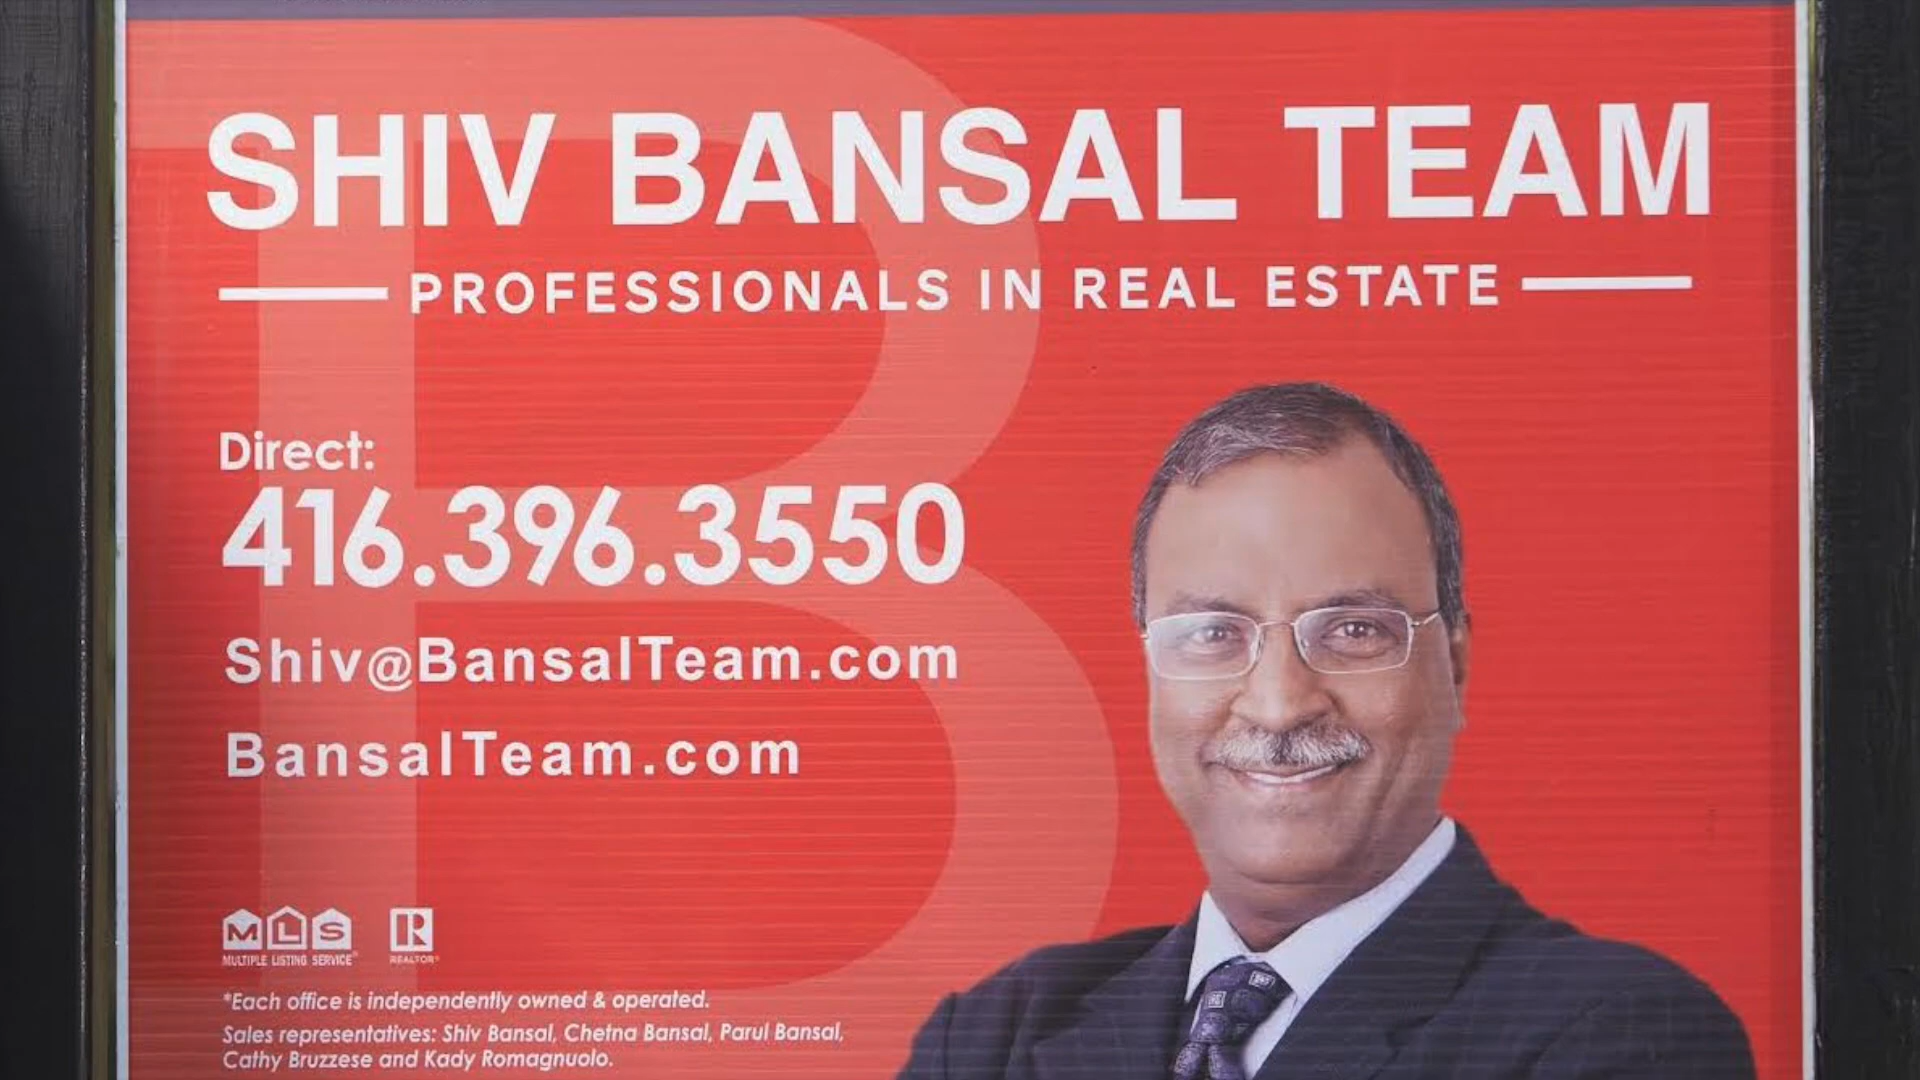 SHIV BANSAL TEAM
PROFESSIONALS IN REAL ESTATE
Direct:
416.396.3550
Shiv@BansalTeam.com
BansalTeam.com
MLS R
MULTIPLE LISTING SERVICE REALTOR®
*Each office is independently owned & operated.
Sales representatives: Shiv Bansal, Chetna Bansal, Parul Bansal,
Cathy Bruzzese and Kady Romagnuolo.